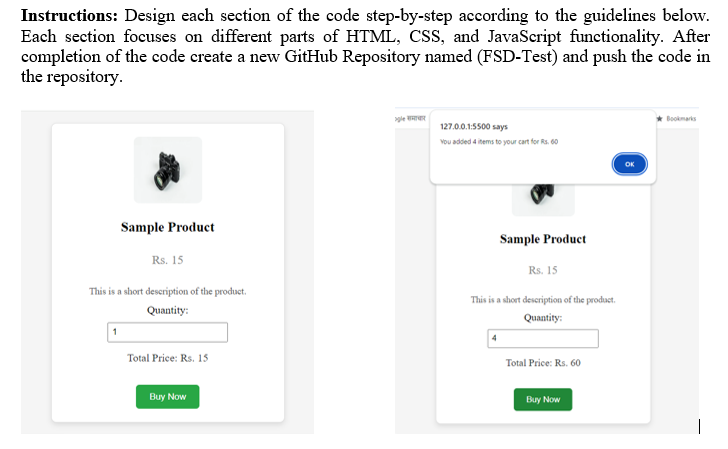 Instructions: Design each section of the code step-by-step according to the guidelines below.
Each section focuses on different parts of HTML, CSS, and JavaScript functionality. After
completion of the code create a new GitHub Repository named (FSD-Test) and push the code in
the repository.
Sample Product
Rs. 15
This is a short description of the product.
Quantity:
1
Total Price: Rs. 15
Buy Now
ogle समाचार
Bookmarks
127.0.0.1:5500 says
You added 4 items to your cart for Rs. 60
OK
Sample Product
Rs. 15
This is a short description of the product.
Quantity:
4
Total Price: Rs. 60
Buy Now